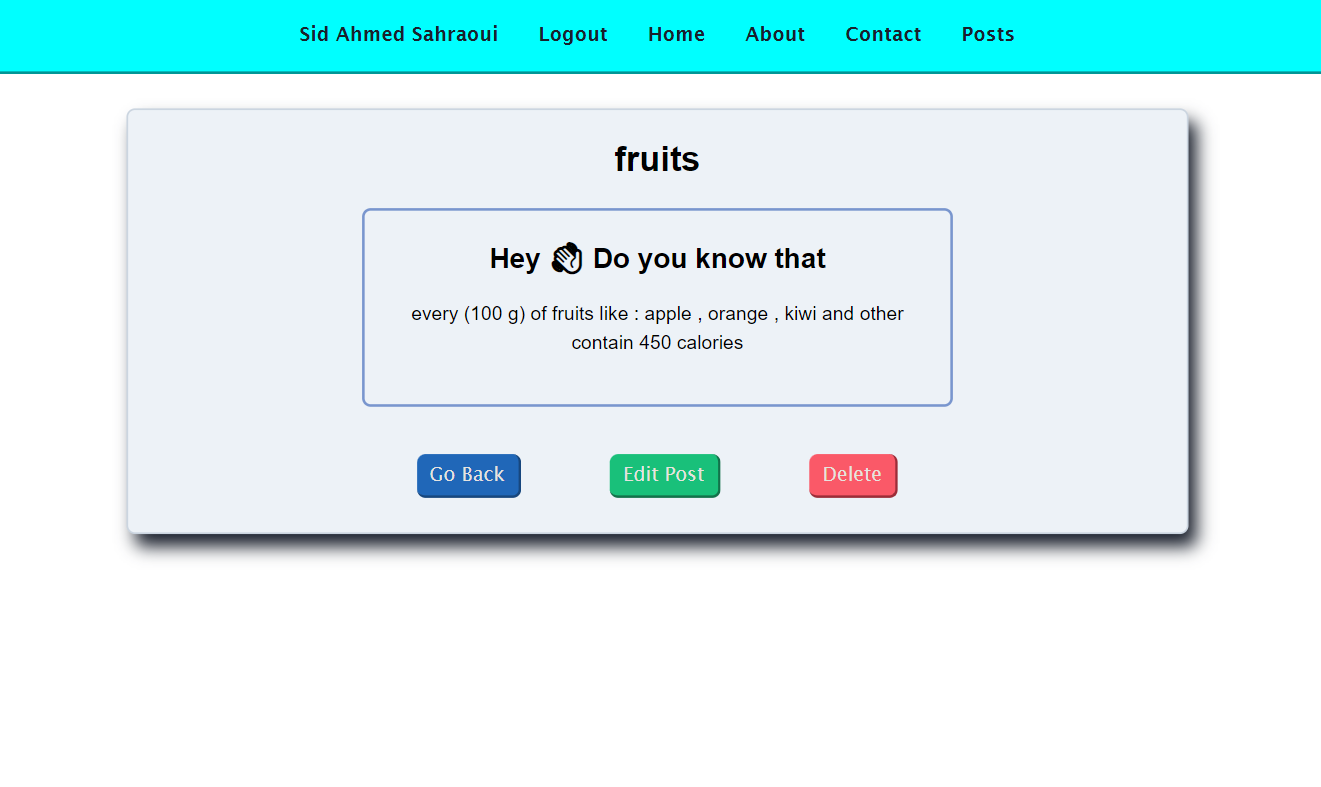 Sid Ahmed Sahraoui Logout Home About Contact Posts
fruits
Hey 👏 Do you know that
every (100 g) of fruits like : apple , orange , kiwi and other
contain 450 calories
Go Back Edit Post Delete